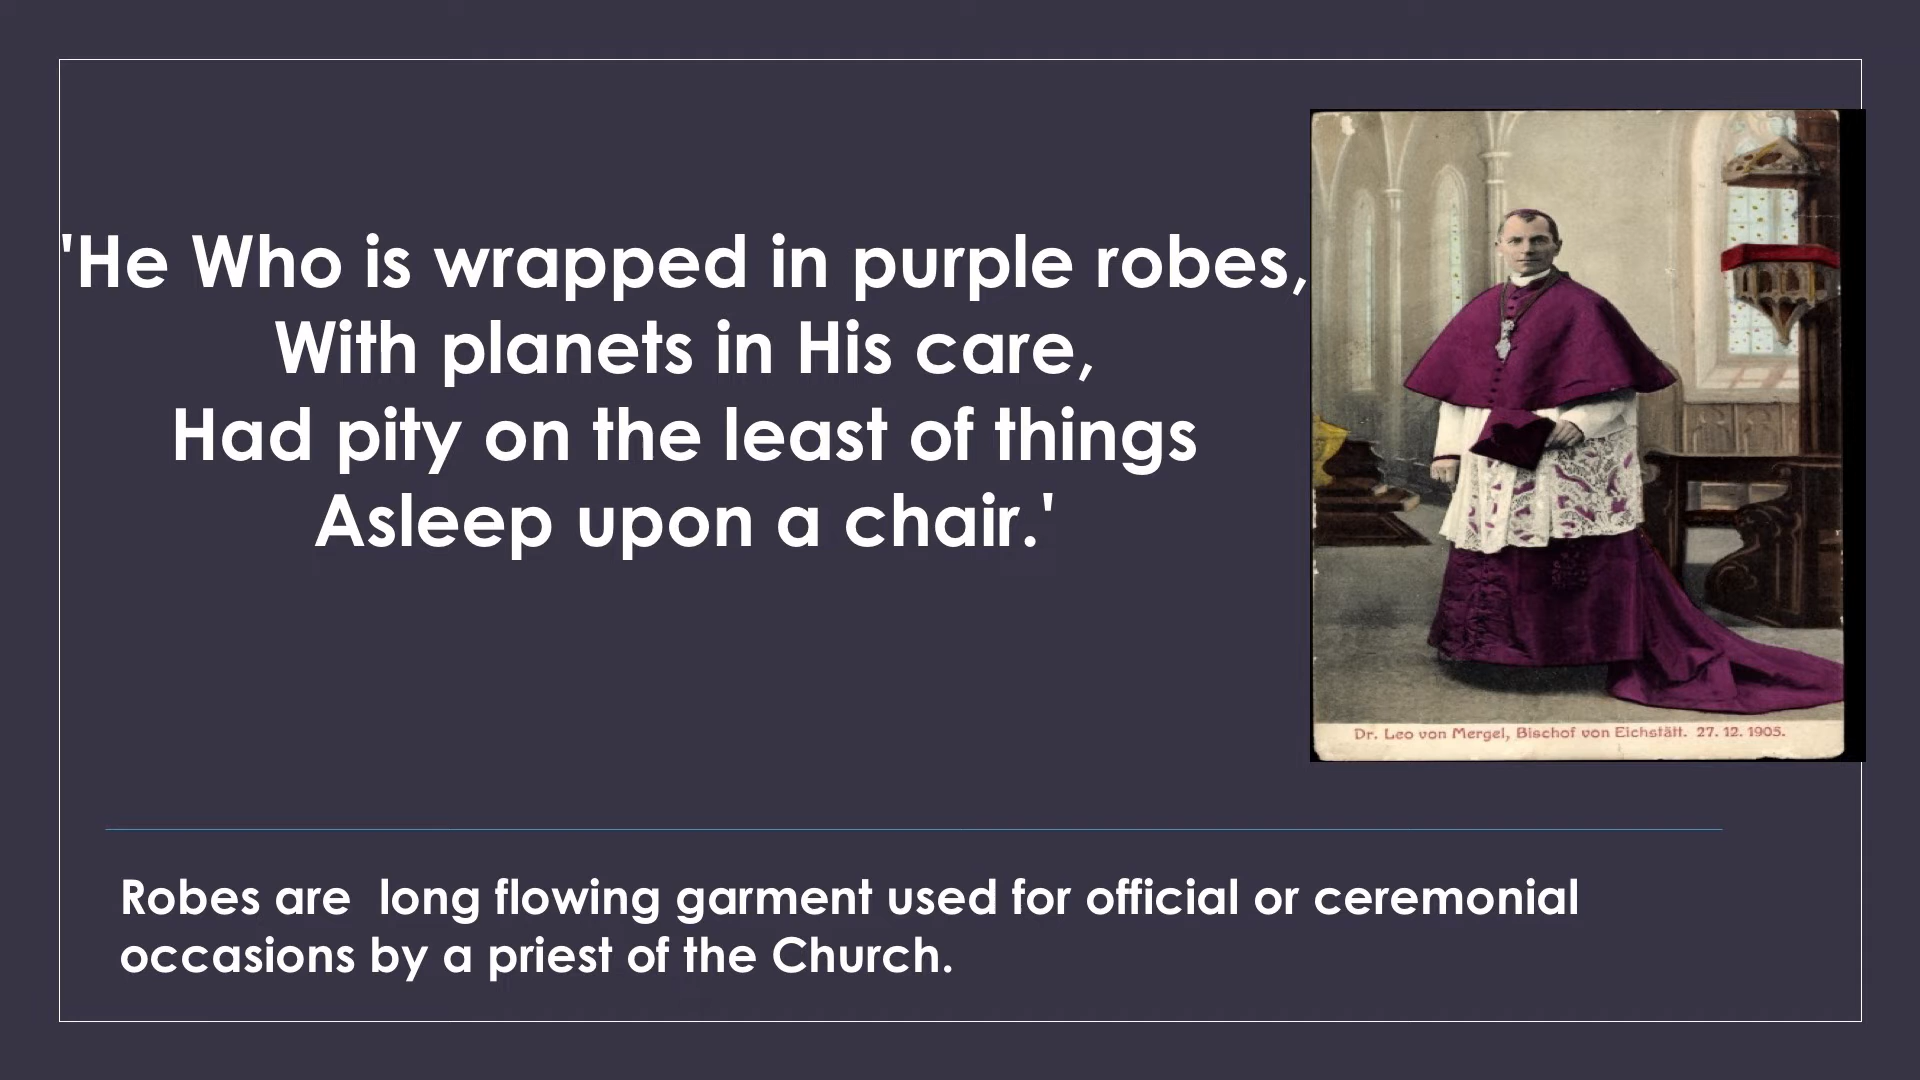 'He Who is wrapped in purple robes,
With planets in His care,
Had pity on the least of things
Asleep upon a chair.'
Dr. Leo von Mergel, Bischof von Eichstätt. 27. 12. 1905.
Robes are  long flowing garment used for official or ceremonial
occasions by a priest of the Church.